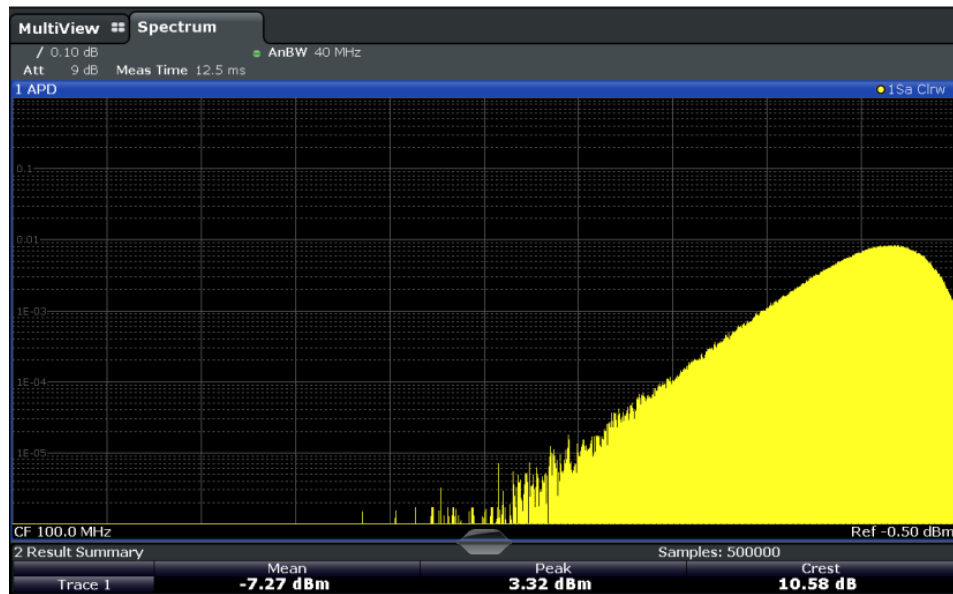 MultiView Spectrum
/ 0.10 dB AnBW 40 MHz
Att 9 dB Meas Time 12.5 ms
1 APD 1Sa Clrw
0.1
0.01
1E-03
1E-04
1E-05
CF 100.0 MHz Ref -0.50 dBm
2 Result Summary Samples: 500000
Mean Peak Crest
Trace 1 -7.27 dBm 3.32 dBm 10.58 dB